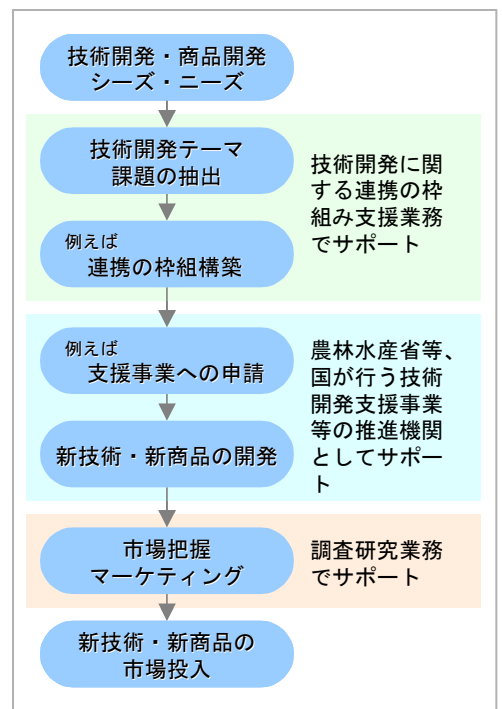 技術開発・商品開発
シーズ・ニーズ
技術開発テーマ
課題の抽出
例えば
連携の枠組構築
技術開発に関
する連携の枠
組み支援業務
でサポート
例えば
支援事業への申請
新技術・新商品の開発
農林水産省等、
国が行う技術
開発支援事業
等の推進機関
としてサポー
ト
市場把握
マーケティング
調査研究業務
でサポート
新技術・新商品の
市場投入